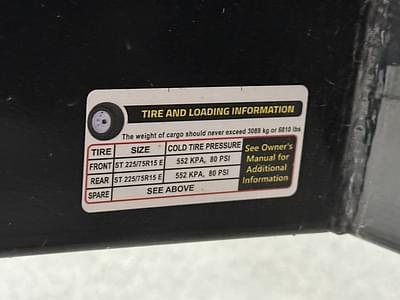 TIRE AND LOADING INFORMATION
The weight of cargo should never exceed 3089 kg or 6810 lbs
TIRE SIZE COLD TIRE PRESSURE
FRONT ST 225/75R15 E 552 KPA, 80 PSI
REAR ST 225/75R15 E 552 KPA, 80 PSI
SPARE SEE ABOVE
See Owner's
Manual for
Additional
Information